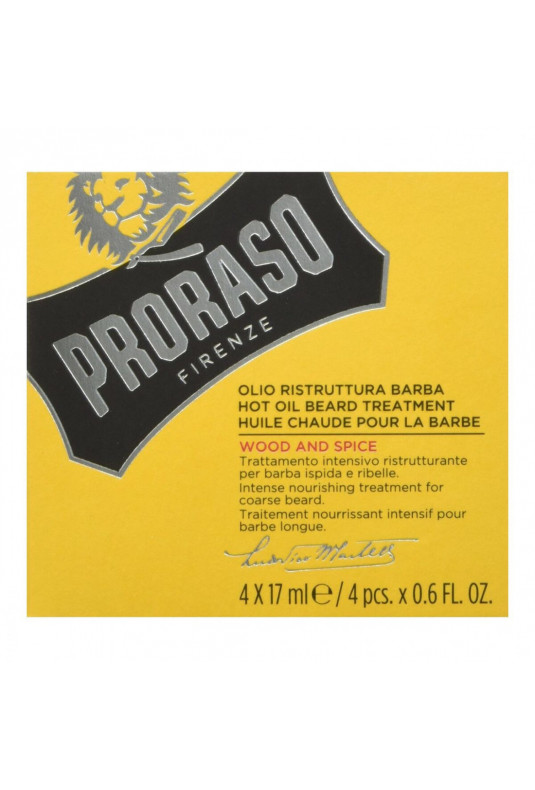 PRORASO
FIRENZE
OLIO RISTRUTTURA BARBA
HOT OIL BEARD TREATMENT
HUILE CHAUDE POUR LA BARBE
WOOD AND SPICE
Trattamento intensivo ristrutturante
per barba ispida e ribelle.
Intense nourishing treatment for
coarse beard.
Traitement nourrissant intensif pour
barbe longue.
Ludovico Martelli
4 X 17 ml ℮ / 4 pcs. x 0.6 FL. OZ.